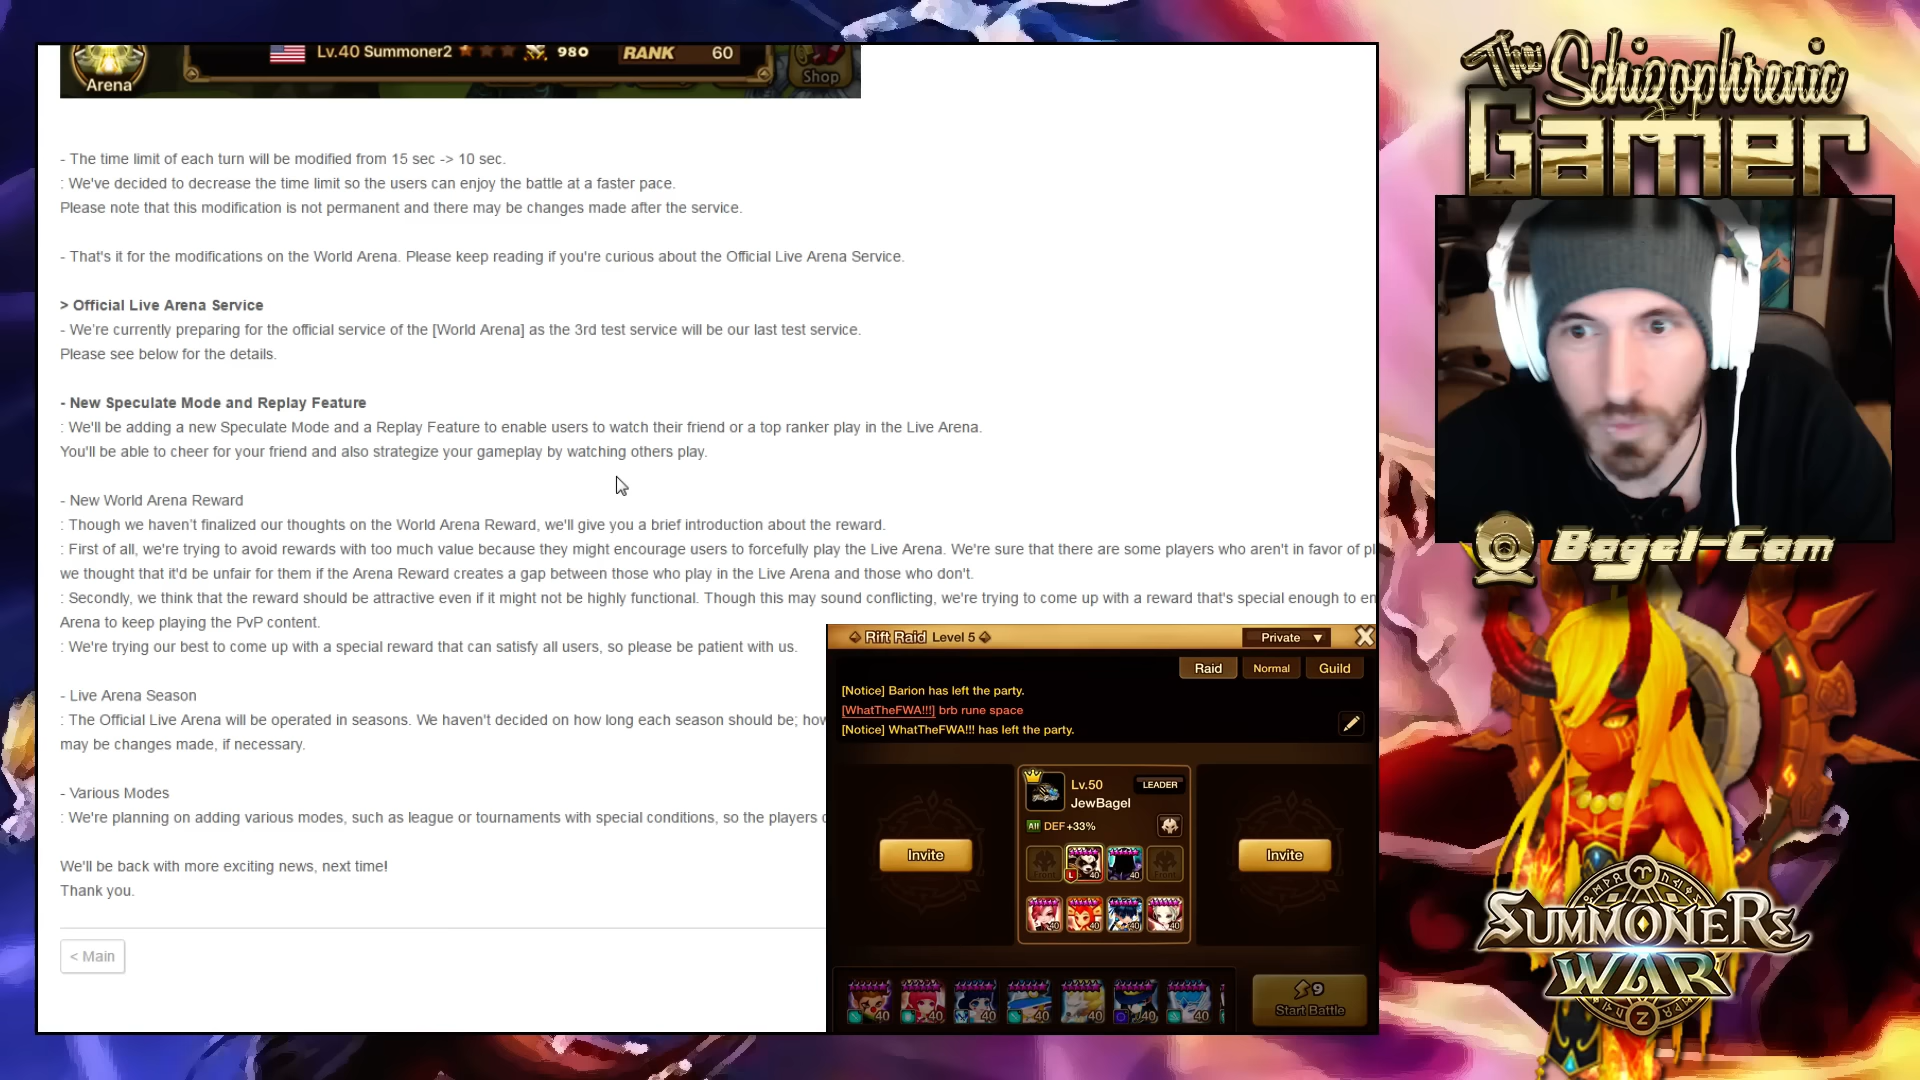 Arena
Lv.40 Summoner2
980
RANK
60
Shop
- The time limit of each turn will be modified from 15 sec -> 10 sec.
: We've decided to decrease the time limit so the users can enjoy the battle at a faster pace.
Please note that this modification is not permanent and there may be changes made after the service.
- That's it for the modifications on the World Arena. Please keep reading if you're curious about the Official Live Arena Service.
> Official Live Arena Service
- We're currently preparing for the official service of the [World Arena] as the 3rd test service will be our last test service.
Please see below for the details.
- New Speculate Mode and Replay Feature
: We'll be adding a new Speculate Mode and a Replay Feature to enable users to watch their friend or a top ranker play in the Live Arena.
You'll be able to cheer for your friend and also strategize your gameplay by watching others play.
- New World Arena Reward
: Though we haven't finalized our thoughts on the World Arena Reward, we'll give you a brief introduction about the reward.
: First of all, we're trying to avoid rewards with too much value because they might encourage users to forcefully play the Live Arena. We're sure that there are some players who aren't in favor of pl
we thought that it'd be unfair for them if the Arena Reward creates a gap between those who play in the Live Arena and those who don't.
: Secondly, we think that the reward should be attractive even if it might not be highly functional. Though this may sound conflicting, we're trying to come up with a reward that's special enough to en
Arena to keep playing the PvP content.
: We're trying our best to come up with a special reward that can satisfy all users, so please be patient with us.
- Live Arena Season
: The Official Live Arena will be operated in seasons. We haven't decided on how long each season should be; how
may be changes made, if necessary.
- Various Modes
: We're planning on adding various modes, such as league or tournaments with special conditions, so the players c
We'll be back with more exciting news, next time!
Thank you.
< Main
Rift Raid Level 5
Private ▼
Raid
Normal
Guild
[Notice] Barion has left the party.
[WhatTheFWA!!!] brb rune space
[Notice] WhatTheFWA!!! has left the party.
Invite
Lv.50
LEADER
JewBagel
All DEF +33%
Front
L 40
40
Front
40
40
40
40
Invite
40
40
40
40
40
40
40
9
Start Battle
The Schizophrenic
Gamer
Bagel-Cam
SUMMONERS
WAR